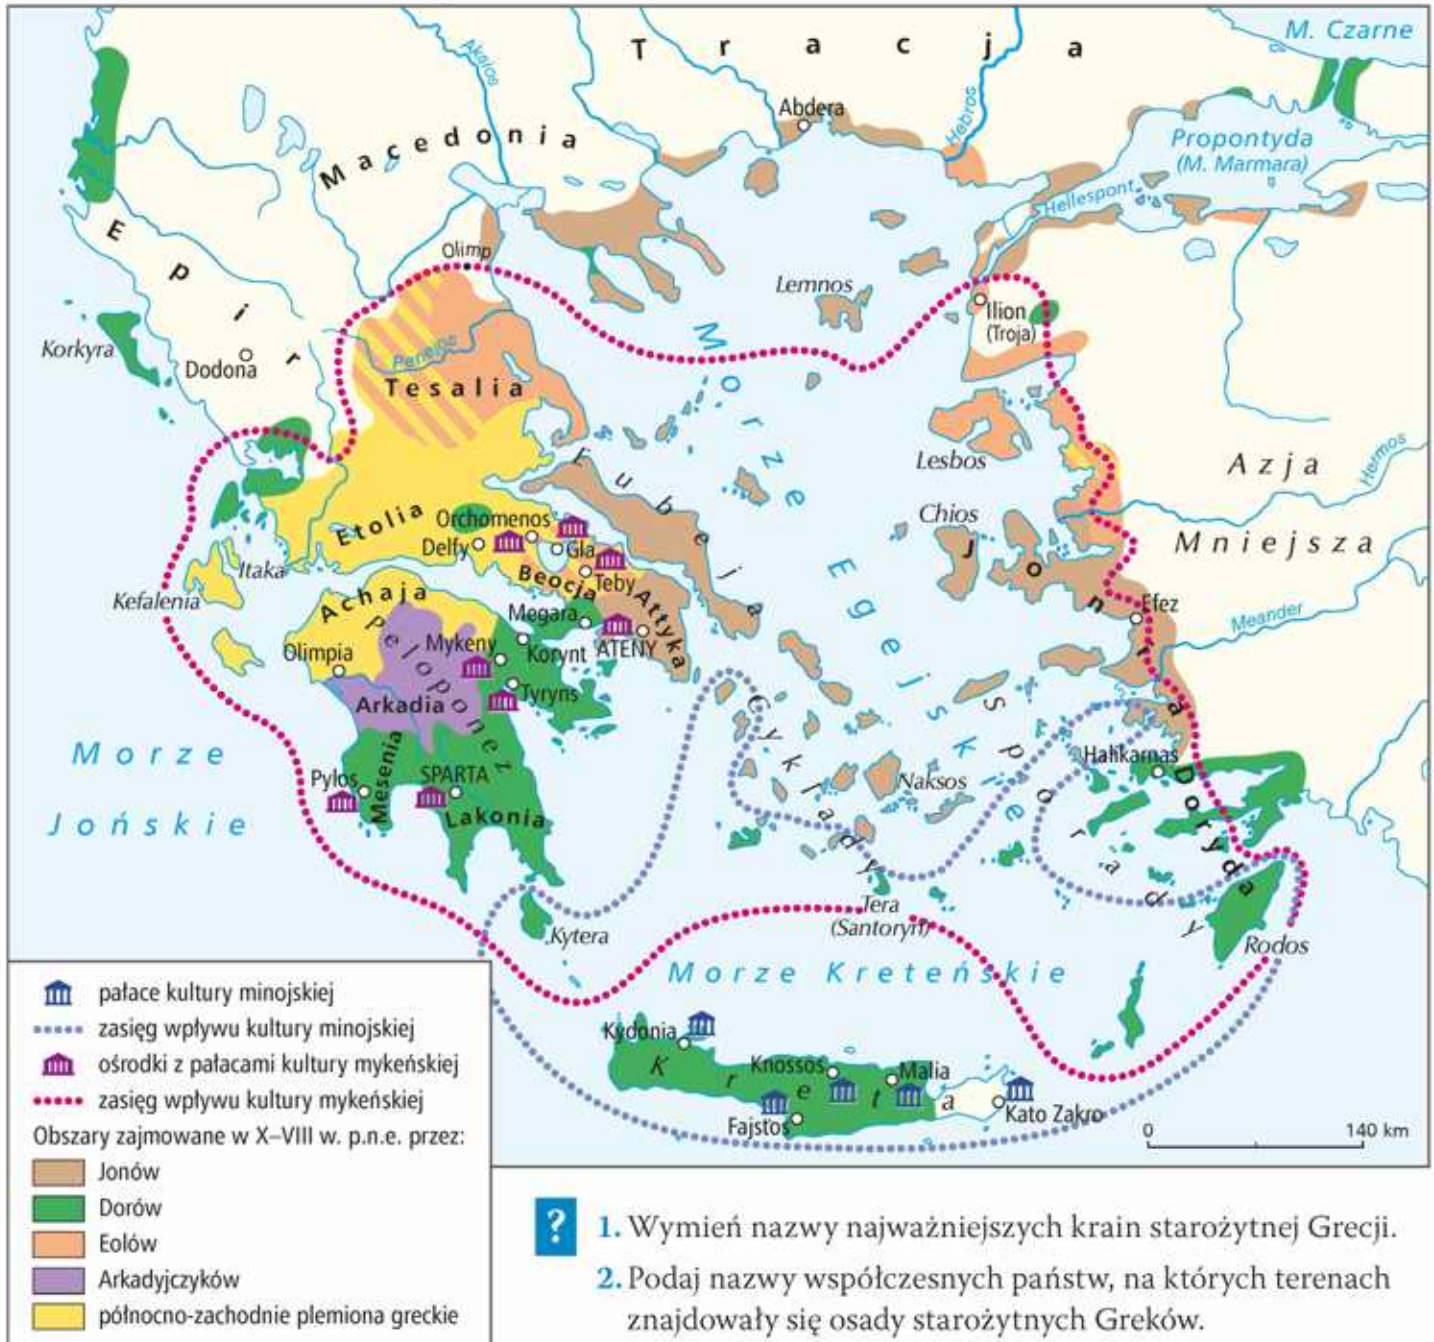 Tracja
M. Czarne
Aksios
Hebros
Abdera
Propontyda
(M. Marmara)
Macedonia
Hellespont
Epir
Olimp
Lemnos
Ilion
(Troja)
Korkyra
Dodona
Peneios
Tesalia
Morze Egejskie
Lesbos
Azja
Mniejsza
Hermos
Eubeja
Chios
Jonia
Etolia
Orchomenos
Delfy
Gla
Beocja
Teby
Attyka
Itaka
Kefalenia
Achaja
Megara
Efez
Meander
Peloponez
Mykeny
Korynt
ATENY
Olimpia
Tyryns
Arkadia
Cyklady
Sporady
Morze
Jońskie
Mesenia
Pylos
SPARTA
Lakonia
Naksos
Halikarnas
Doryda
Tera
(Santoryn)
Kytera
Rodos
Morze Kreteńskie
Kydonia
Kreta
Knossos
Malia
Fajstos
Kato Zakro
0
140 km
pałace kultury minojskiej
zasięg wpływu kultury minojskiej
ośrodki z pałacami kultury mykeńskiej
zasięg wpływu kultury mykeńskiej
Obszary zajmowane w X–VIII w. p.n.e. przez:
Jonów
Dorów
Eolów
Arkadyjczyków
północno-zachodnie plemiona greckie
?
1. Wymień nazwy najważniejszych krain starożytnej Grecji.
2. Podaj nazwy współczesnych państw, na których terenach
znajdowały się osady starożytnych Greków.